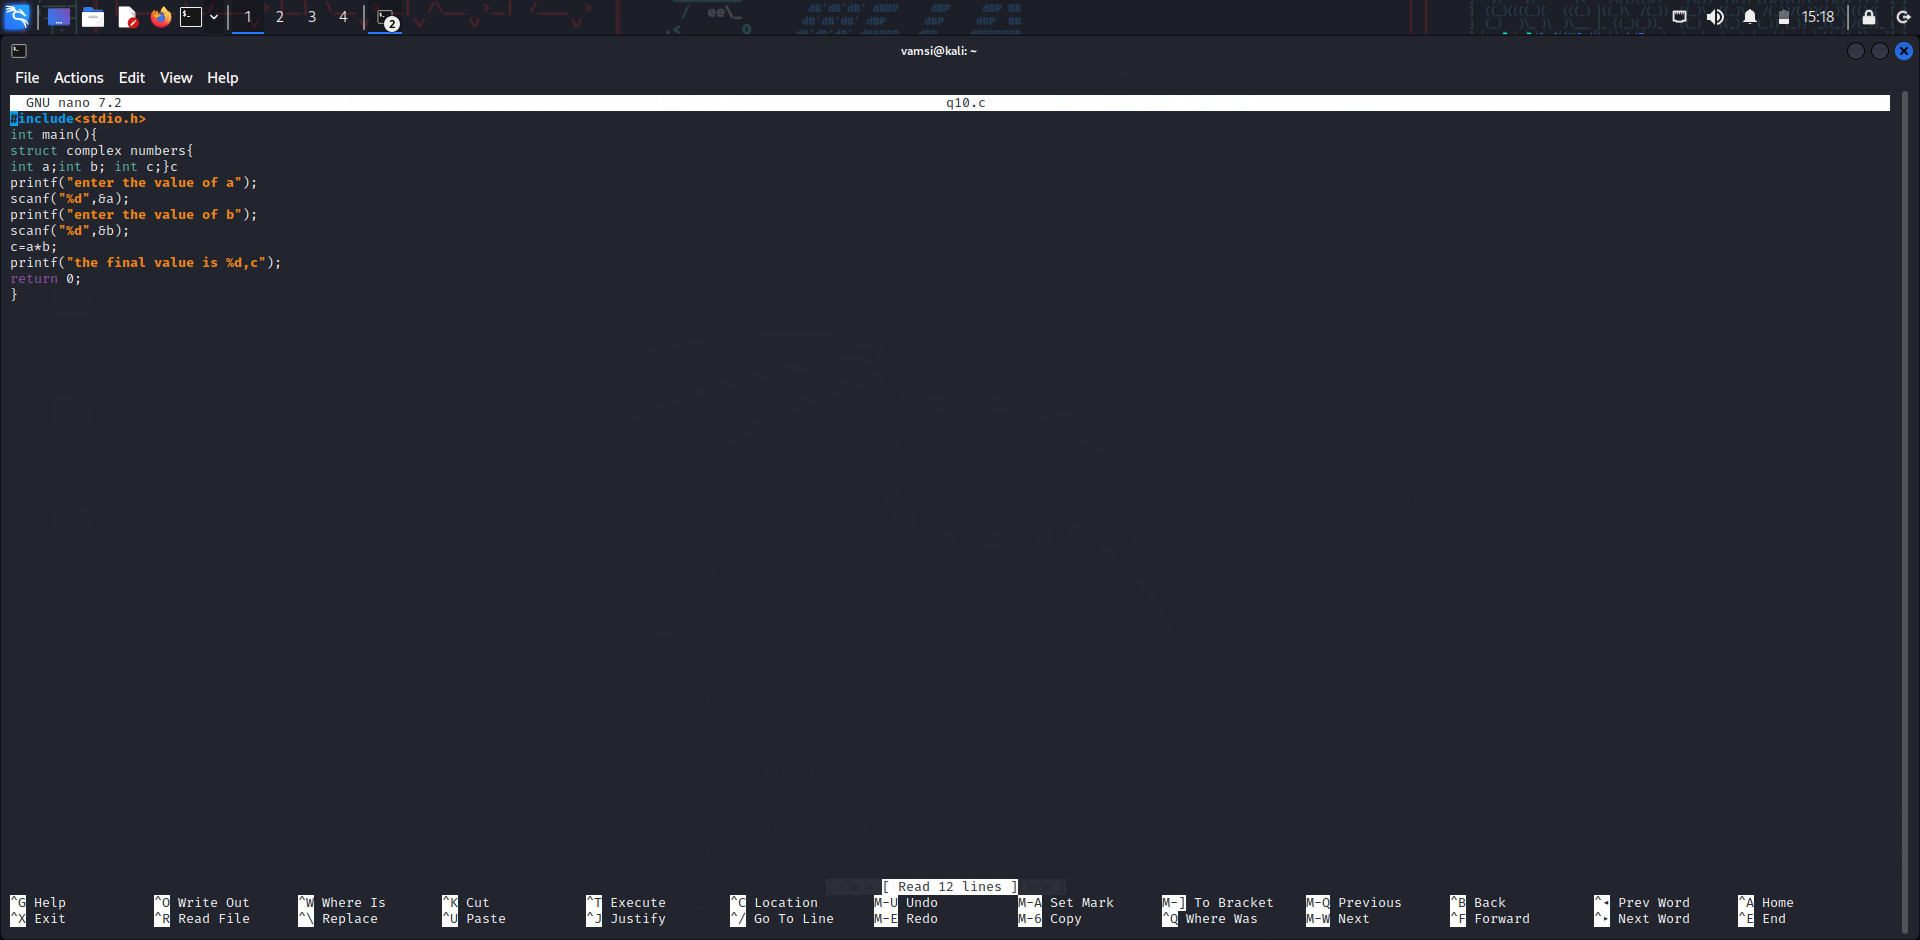 1 2 3 4 2 15:18
vamsi@kali: ~
File Actions Edit View Help
GNU nano 7.2 q10.c
#include<stdio.h>
int main(){
struct complex numbers{
int a;int b; int c;}c
printf("enter the value of a");
scanf("%d",&a);
printf("enter the value of b");
scanf("%d",&b);
c=a*b;
printf("the final value is %d,c");
return 0;
}
[ Read 12 lines ]
^G Help ^O Write Out ^W Where Is ^K Cut ^T Execute ^C Location M-U Undo M-A Set Mark M-] To Bracket M-Q Previous ^B Back ^◂ Prev Word ^A Home
^X Exit ^R Read File ^\ Replace ^U Paste ^J Justify ^/ Go To Line M-E Redo M-6 Copy ^Q Where Was M-W Next ^F Forward ^▸ Next Word ^E End